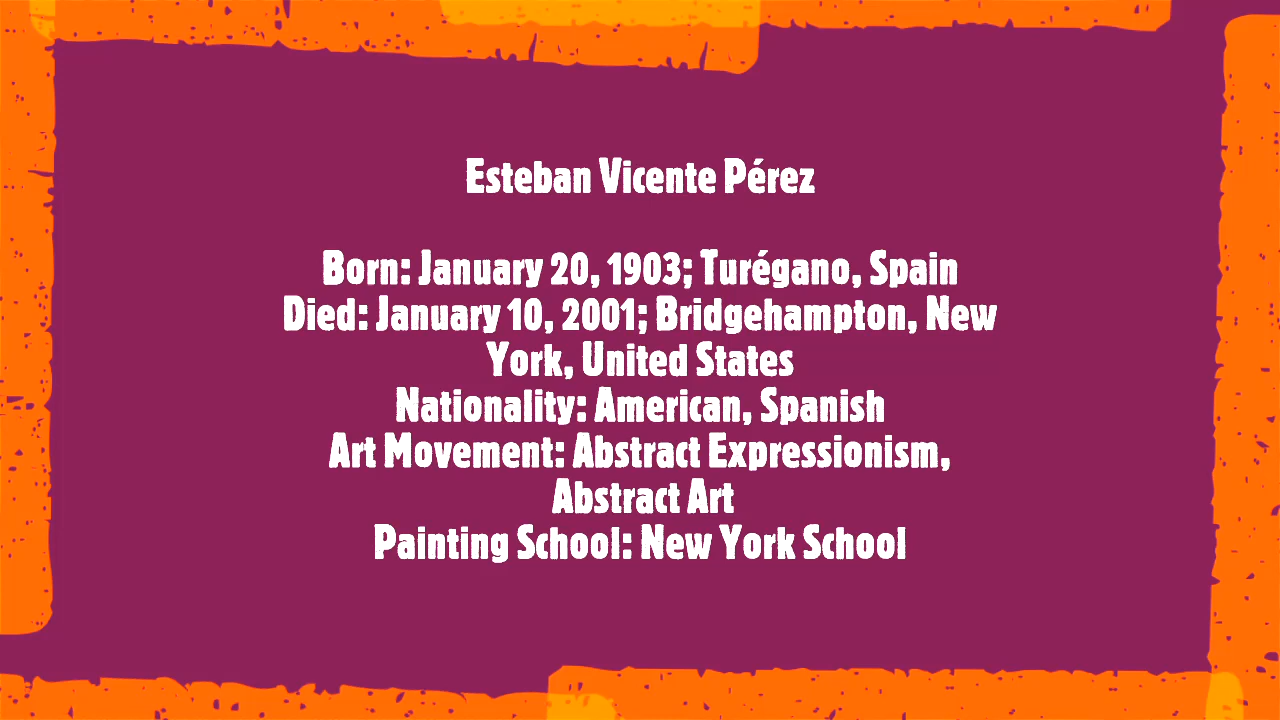 Esteban Vicente Pérez
Born: January 20, 1903; Turégano, Spain
Died: January 10, 2001; Bridgehampton, New
York, United States
Nationality: American, Spanish
Art Movement: Abstract Expressionism,
Abstract Art
Painting School: New York School